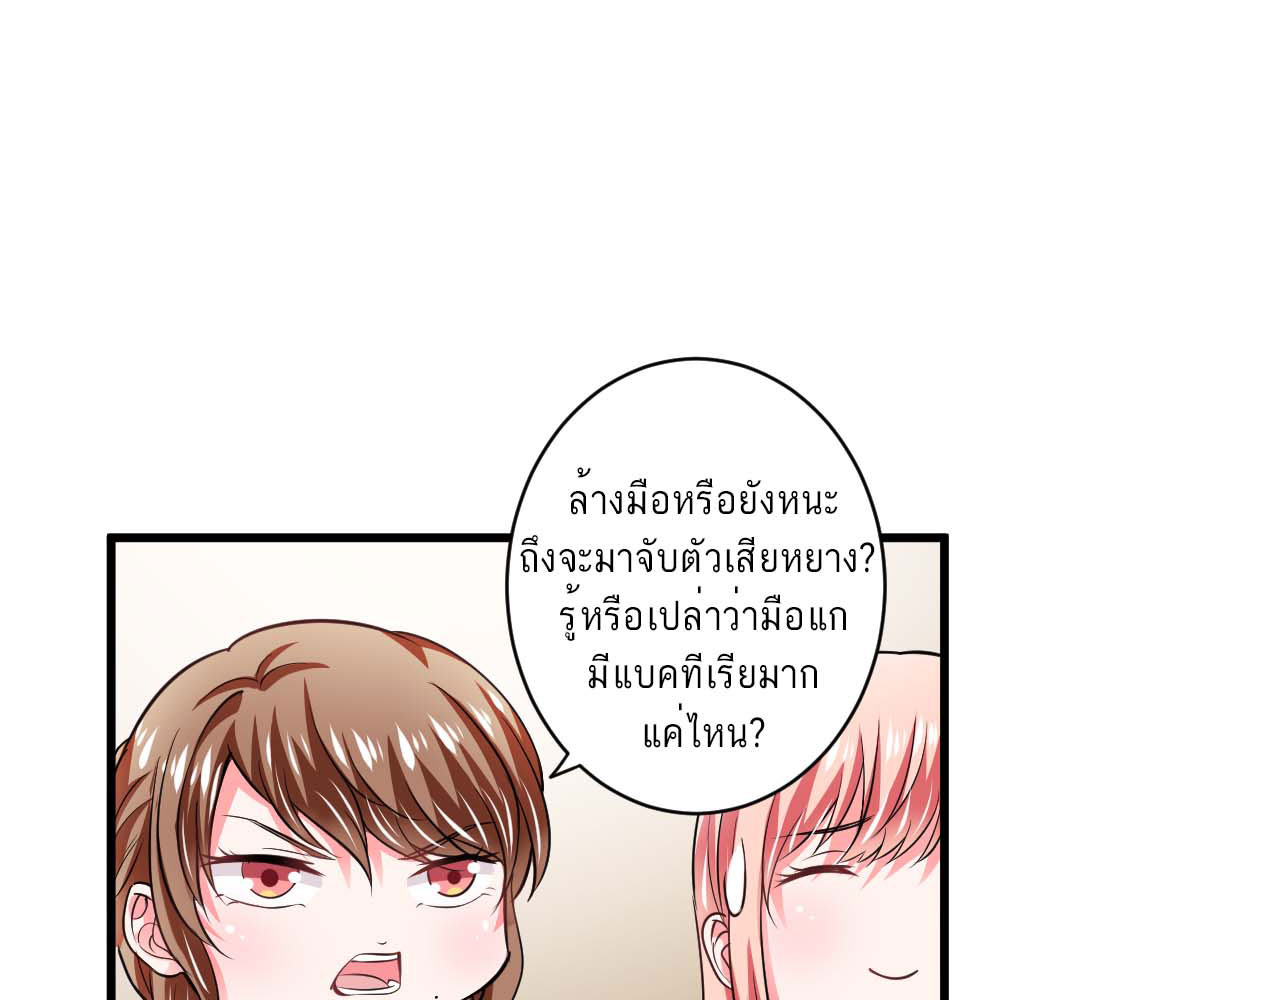 ล้างมือหรือยังหนะ
ถึงจะมาจับตัวเสียหยาง?
รู้หรือเปล่าว่ามือแก
มีแบคทีเรียมาก
แค่ไหน?